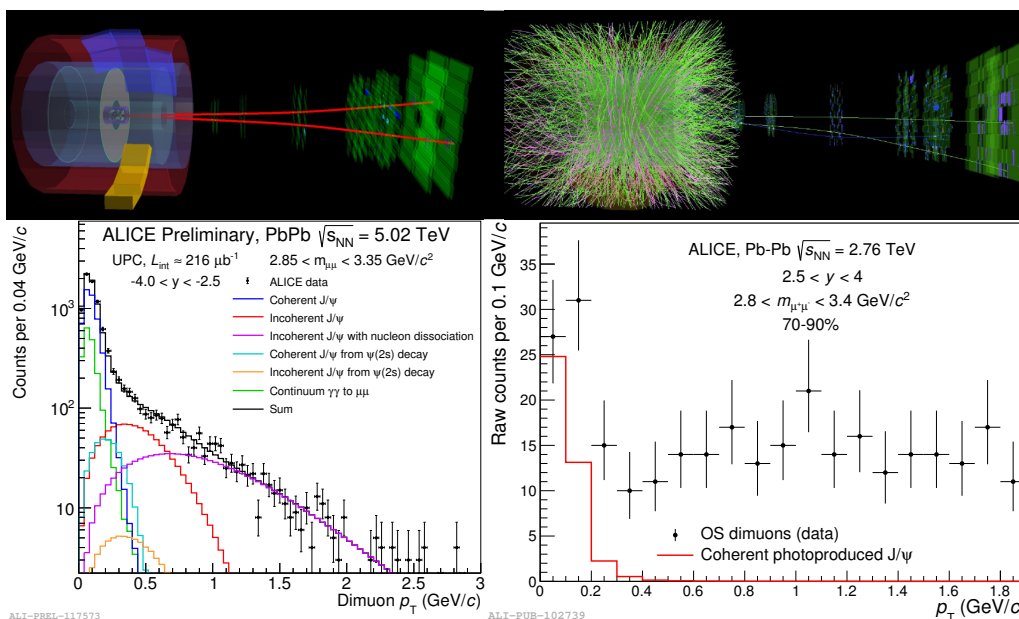 ALICE Preliminary, PbPb √s_NN = 5.02 TeV
UPC, L_int ≈ 216 μb⁻¹ 2.85 < m_μμ < 3.35 GeV/c²
-4.0 < y < -2.5
ALICE data
Coherent J/ψ
Incoherent J/ψ
Incoherent J/ψ with nucleon dissociation
Coherent J/ψ from ψ(2s) decay
Incoherent J/ψ from ψ(2s) decay
Continuum γγ to μμ
Sum
Counts per 0.04 GeV/c
10³
10²
10
0 0.5 1 1.5 2 2.5 3
Dimuon p_T (GeV/c)
ALI-PREL-117573
ALICE, Pb-Pb √s_NN = 2.76 TeV
2.5 < y < 4
2.8 < m_μ⁺μ⁻ < 3.4 GeV/c²
70-90%
OS dimuons (data)
Coherent photoproduced J/ψ
Raw counts per 0.1 GeV/c
40
35
30
25
20
15
10
5
0
0 0.2 0.4 0.6 0.8 1 1.2 1.4 1.6 1.8
p_T (GeV/c)
ALI-PUB-102739